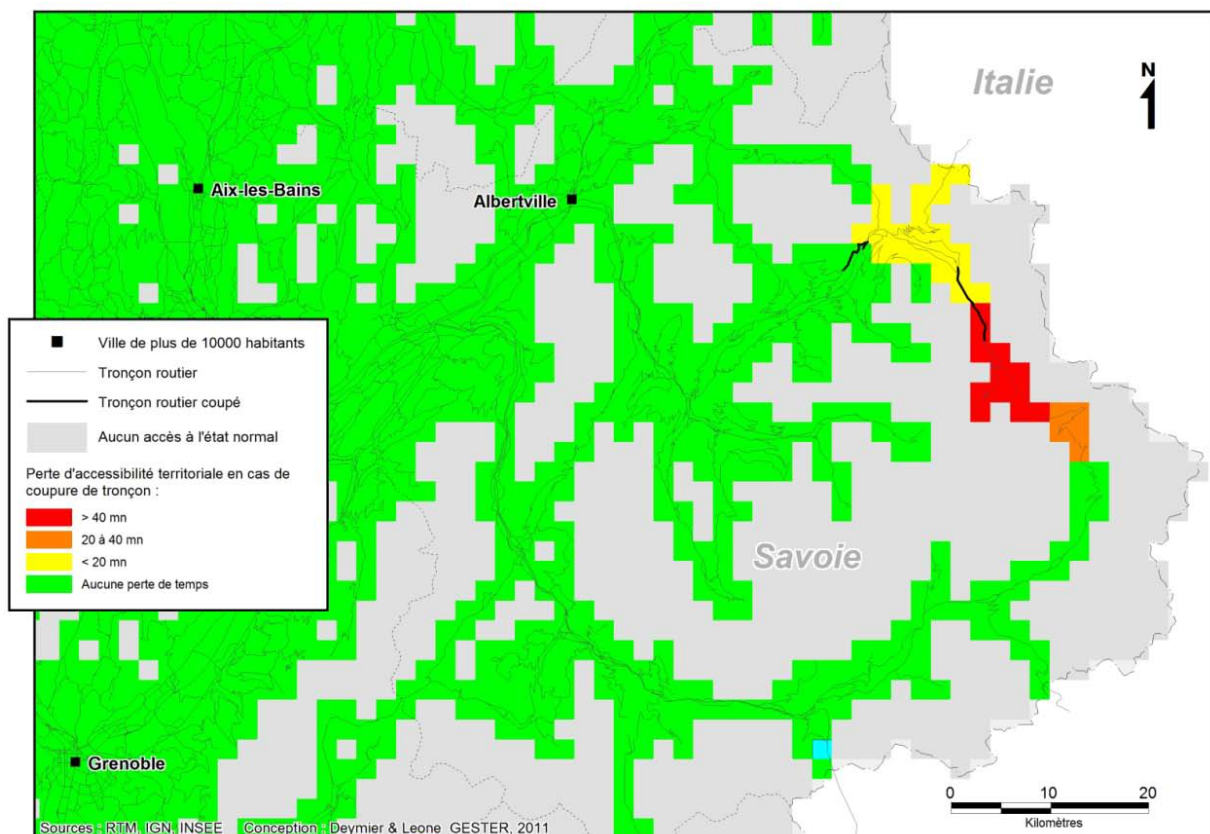 Italie
N
Aix-les-Bains
Albertville
Ville de plus de 10000 habitants
Tronçon routier
Tronçon routier coupé
Aucun accès à l'état normal
Perte d'accessibilité territoriale en cas de
coupure de tronçon :
> 40 mn
20 à 40 mn
< 20 mn
Aucune perte de temps
Savoie
Grenoble
0 10 20
Kilomètres
Sources : RTM, IGN, INSEE Conception : Deymier & Leone GESTER, 2011